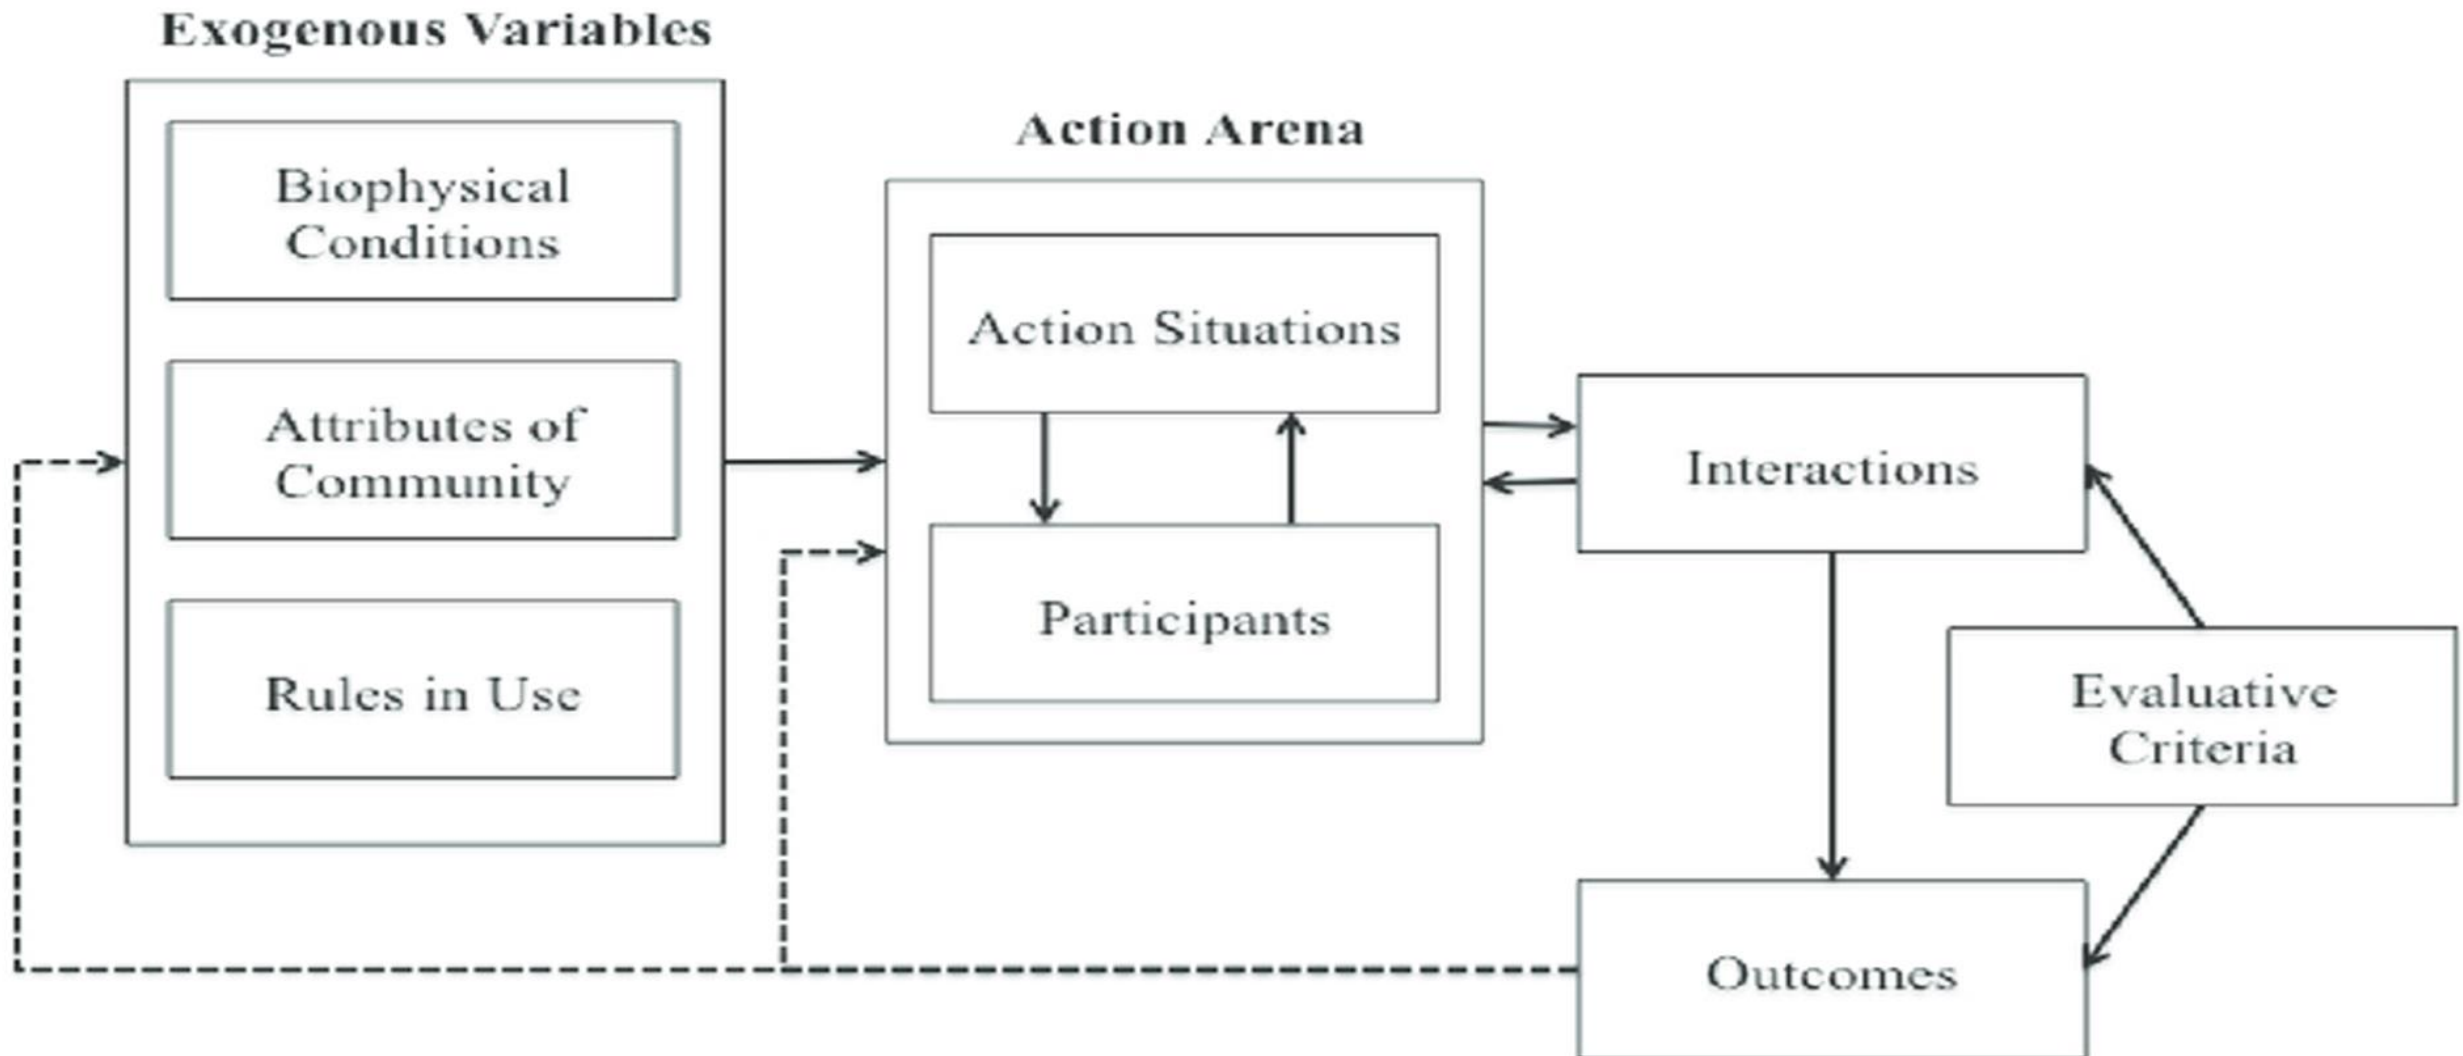 Exogenous Variables
Biophysical
Conditions
Attributes of
Community
Rules in Use
Action Arena
Action Situations
Participants
Interactions
Evaluative
Criteria
Outcomes